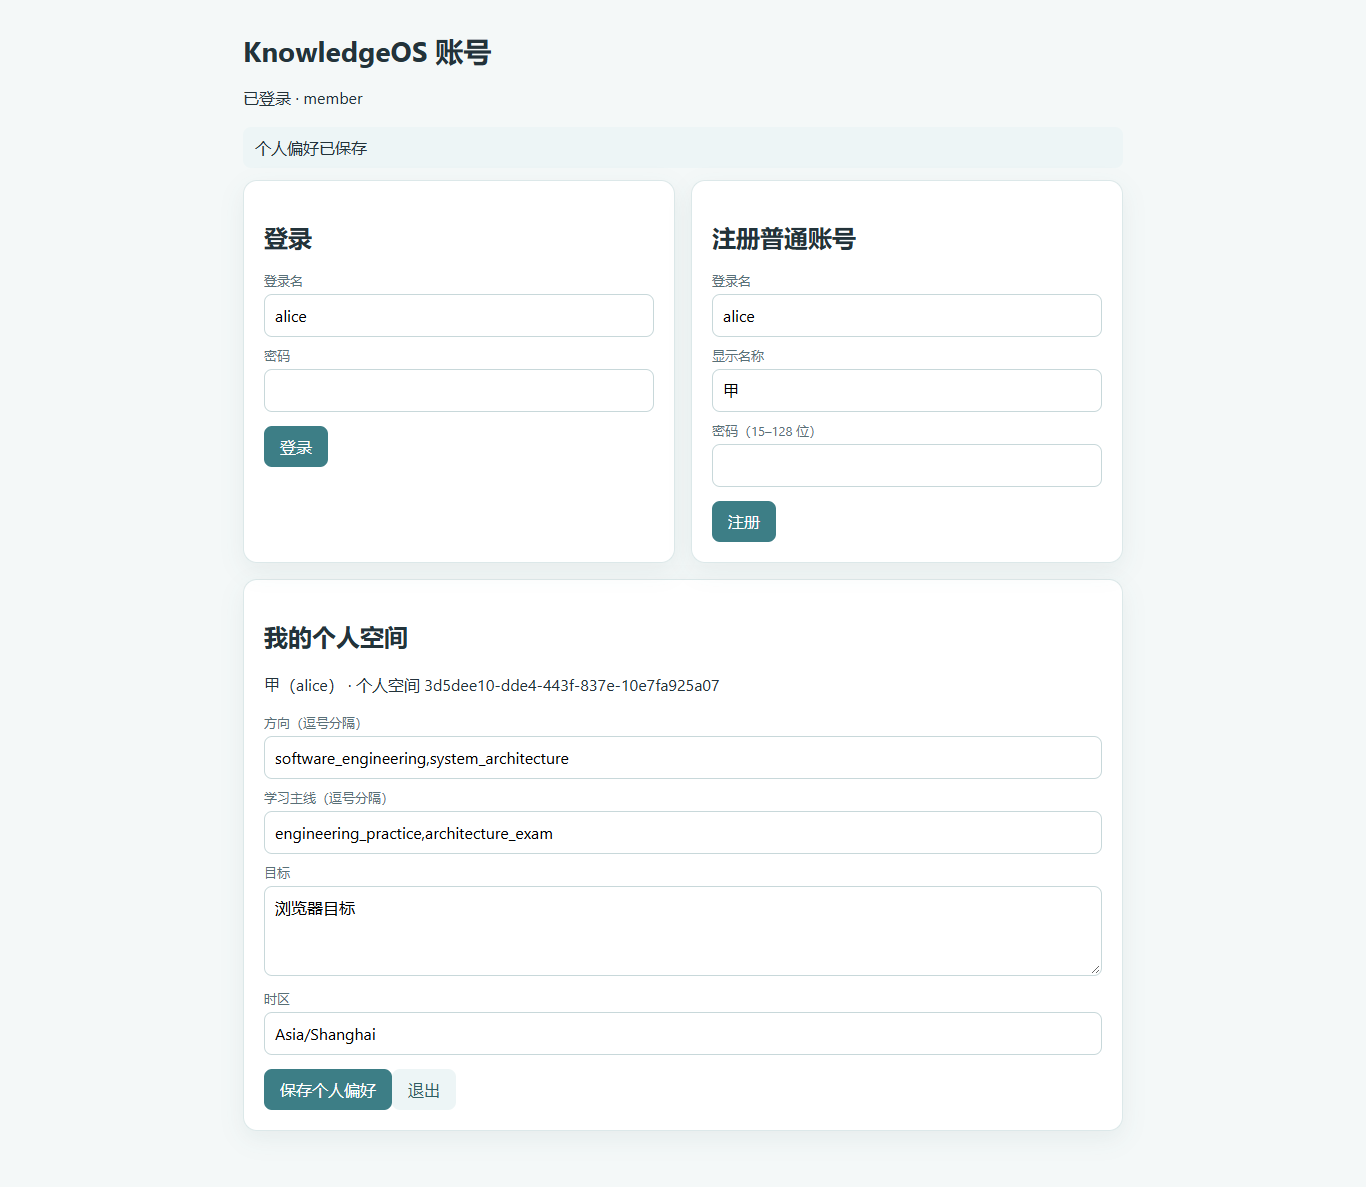 KnowledgeOS 账号
已登录 · member
个人偏好已保存
登录
登录名
alice
密码
登录
注册普通账号
登录名
alice
显示名称
甲
密码（15–128 位）
注册
我的个人空间
甲（alice） · 个人空间 3d5dee10-dde4-443f-837e-10e7fa925a07
方向（逗号分隔）
software_engineering,system_architecture
学习主线（逗号分隔）
engineering_practice,architecture_exam
目标
浏览器目标
时区
Asia/Shanghai
保存个人偏好 退出